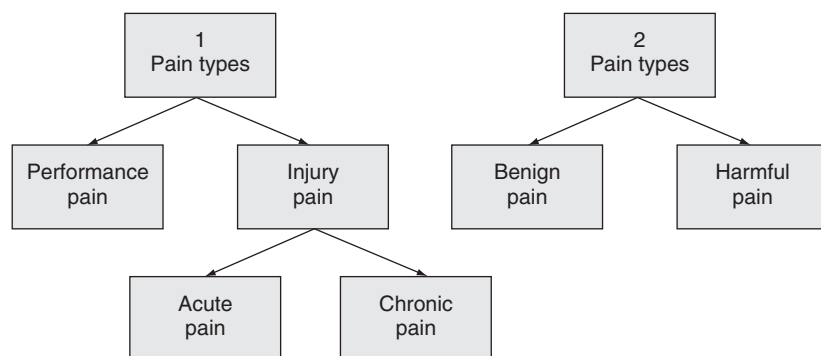 1
Pain types
2
Pain types
Performance
pain
Injury
pain
Benign
pain
Harmful
pain
Acute
pain
Chronic
pain